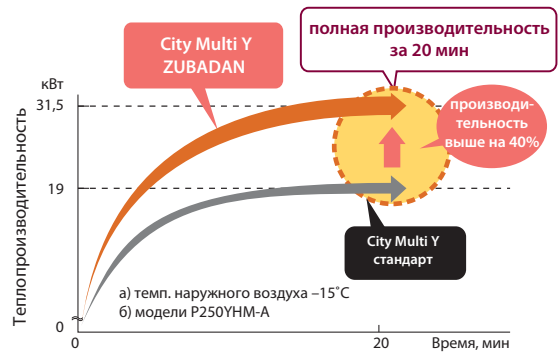 City Multi Y
ZUBADAN
полная производительность
за 20 мин
кВт
31,5
производи-
тельность
выше на 40%
Теплопроизводительность
19
City Multi Y
стандарт
а) темп. наружного воздуха –15˚С
б) модели P250YHM-A
0
0
20
Время, мин